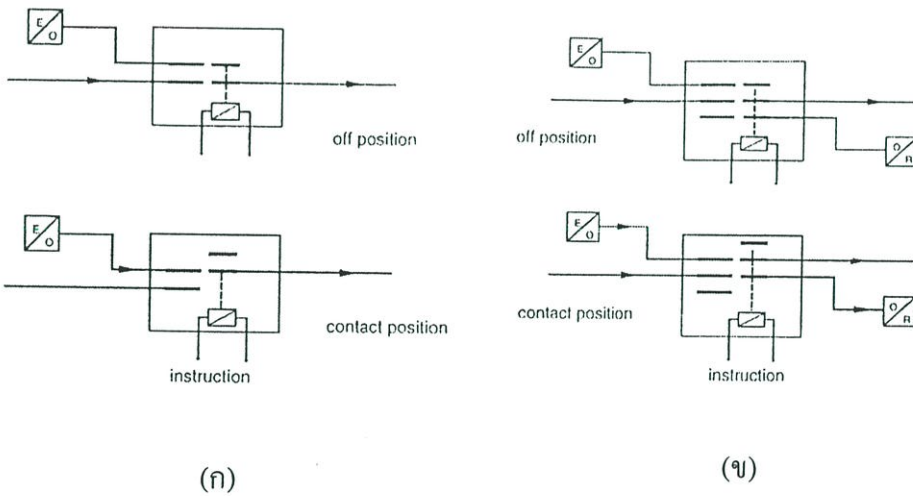 E/O
off position
E/O
contact position
instruction
(ก)
E/O
off position
O/R
E/O
contact position
O/R
instruction
(ข)